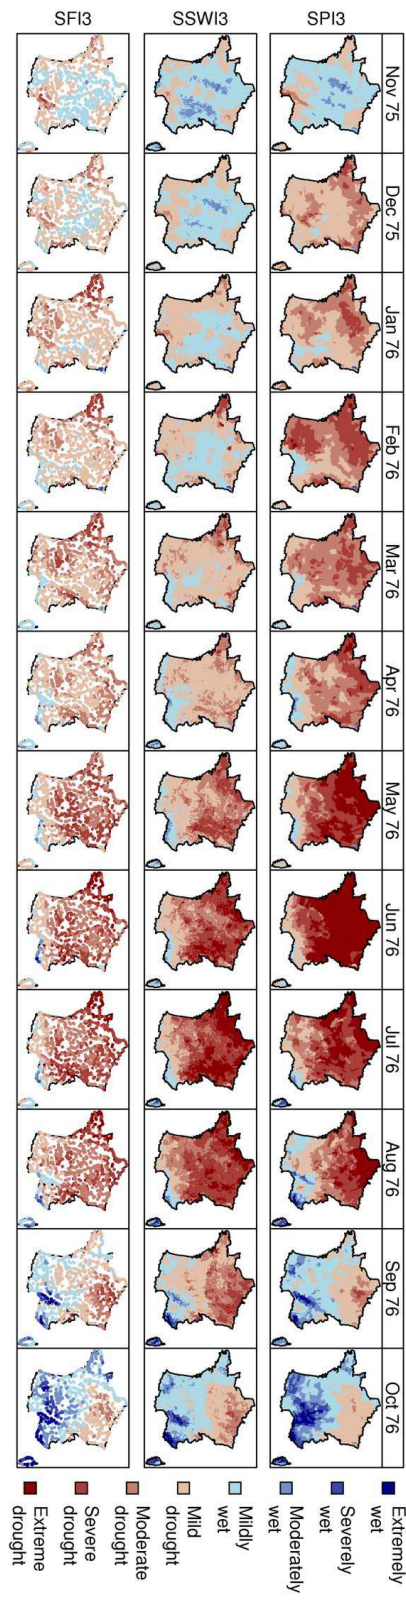 Nov 75
Dec 75
Jan 76
Feb 76
Mar 76
Apr 76
May 76
Jun 76
Jul 76
Aug 76
Sep 76
Oct 76
SPI3
SSWI3
SFI3
Extremely
wet
Severely
wet
Moderately
wet
Mildly
wet
Mild
drought
Moderate
drought
Severe
drought
Extreme
drought